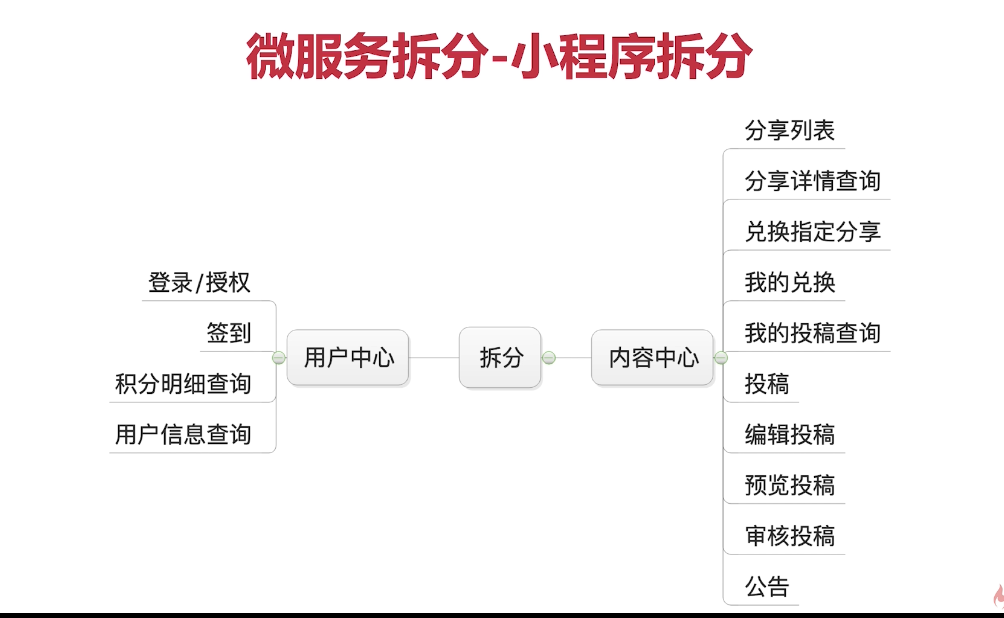 微服务拆分-小程序拆分
登录/授权
签到
积分明细查询
用户信息查询
用户中心
拆分
内容中心
分享列表
分享详情查询
兑换指定分享
我的兑换
我的投稿查询
投稿
编辑投稿
预览投稿
审核投稿
公告